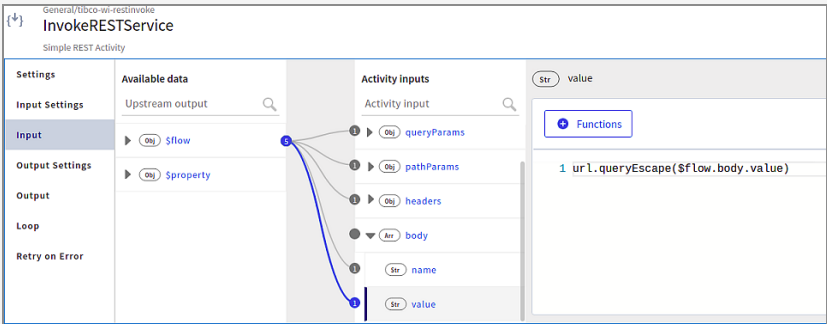 General/tibco-wi-restinvoke
InvokeRESTService
Simple REST Activity
Settings
Input Settings
Input
Output Settings
Output
Loop
Retry on Error
Available data
Upstream output
Obj $flow
5
Obj $property
Activity inputs
Activity input
1 Obj queryParams
1 Obj pathParams
1 Obj headers
Arr body
1 Str name
1 Str value
Str value
Functions
1 url.queryEscape($flow.body.value)